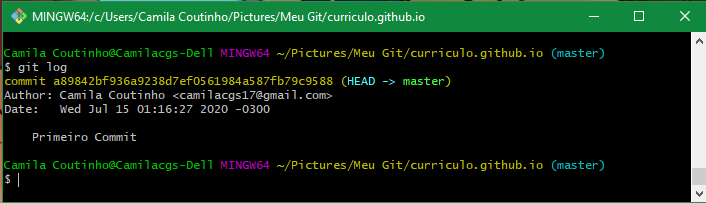 MINGW64:/c/Users/Camila Coutinho/Pictures/Meu Git/curriculo.github.io
Camila Coutinho@Camilacgs-Dell MINGW64 ~/Pictures/Meu Git/curriculo.github.io (master)
$ git log
commit a89842bf936a9238d7ef0561984a587fb79c9588 (HEAD -> master)
Author: Camila Coutinho <camilacgs17@gmail.com>
Date:   Wed Jul 15 01:16:27 2020 -0300
    Primeiro Commit
Camila Coutinho@Camilacgs-Dell MINGW64 ~/Pictures/Meu Git/curriculo.github.io (master)
$